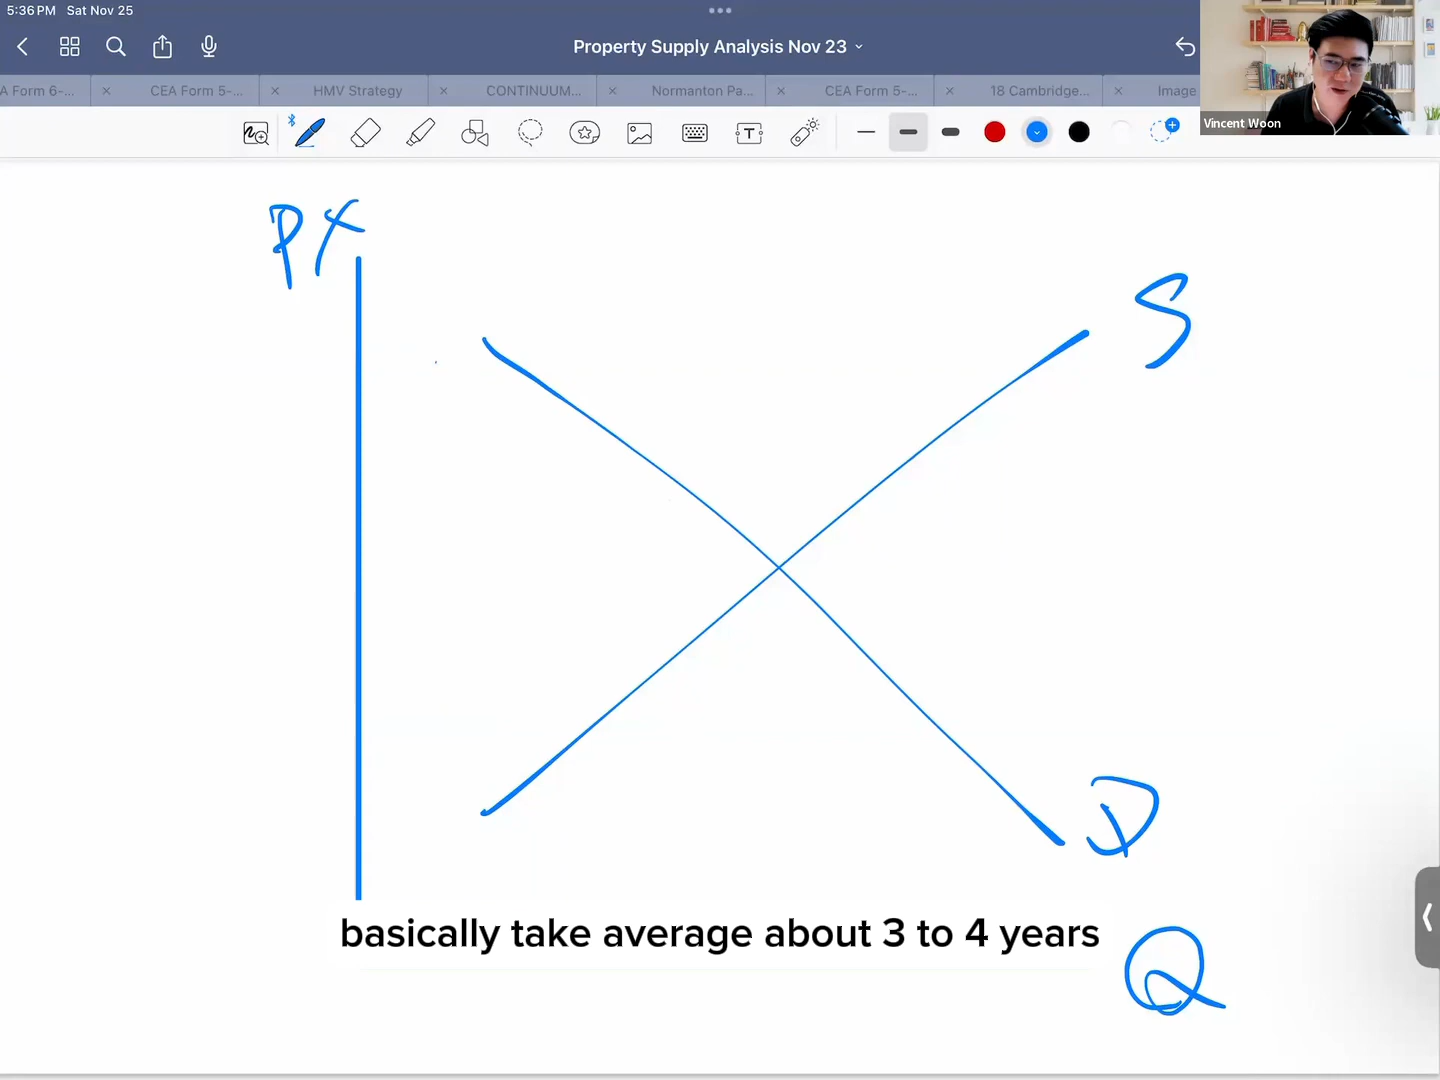 5:36 PM Sat Nov 25
Property Supply Analysis Nov 23
A Form 6-...
CEA Form 5-...
HMV Strategy
CONTINUUM...
Normanton Pa...
CEA Form 5-...
18 Cambridge...
Image
Vincent Woon
T
PX
S
D
basically take average about 3 to 4 years
Q